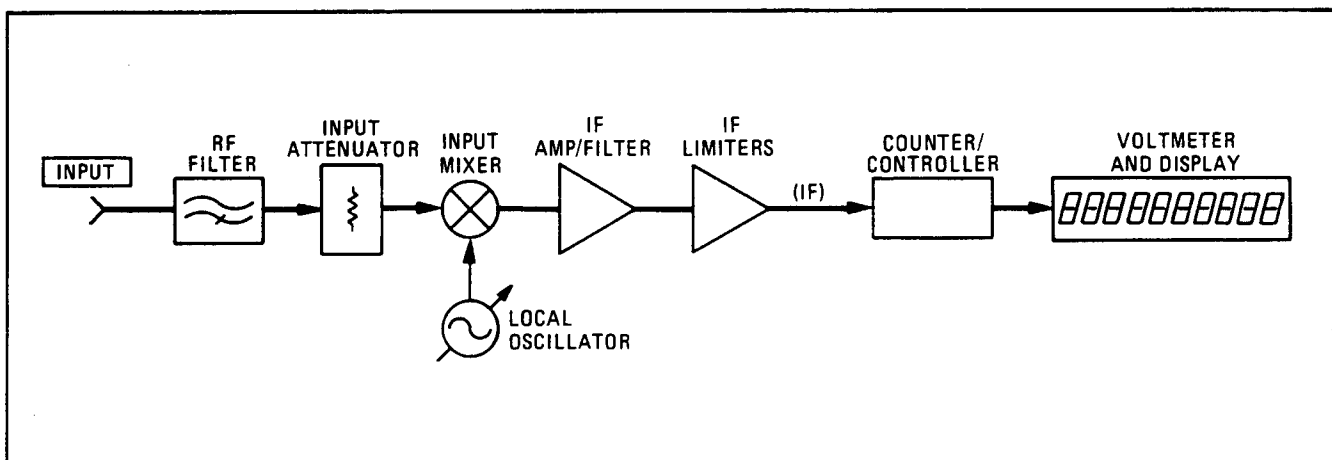 INPUT
RF
FILTER
INPUT
ATTENUATOR
INPUT
MIXER
IF
AMP/FILTER
IF
LIMITERS
(IF)
COUNTER/
CONTROLLER
VOLTMETER
AND DISPLAY
8888888888
LOCAL
OSCILLATOR